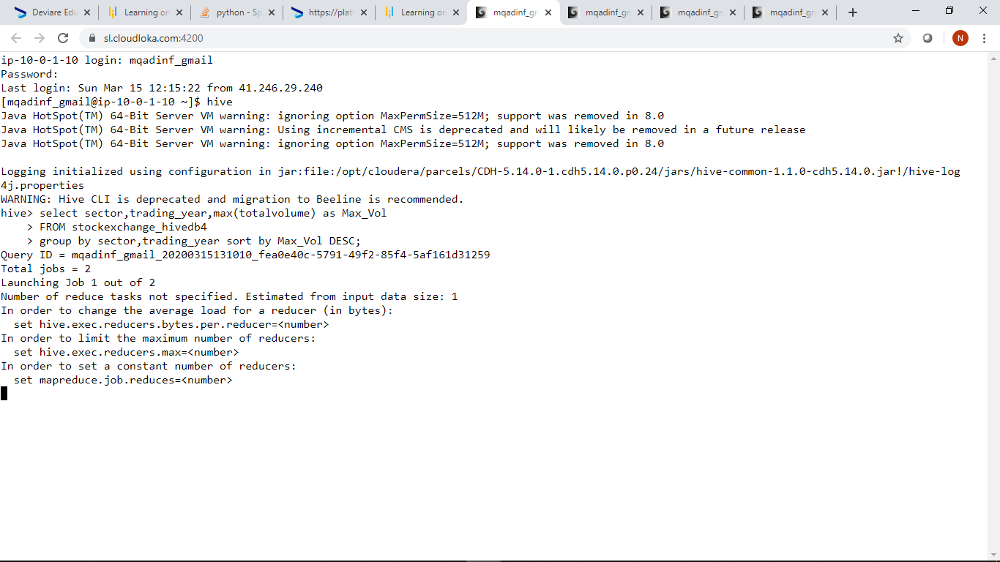 Deviare Edu
Learning on
python - Sp
https://plat
Learning on
mqadinf_gm
mqadinf_gm
mqadinf_gm
mqadinf_gm
sl.cloudloka.com:4200
N
ip-10-0-1-10 login: mqadinf_gmail
Password:
Last login: Sun Mar 15 12:15:22 from 41.246.29.240
[mqadinf_gmail@ip-10-0-1-10 ~]$ hive
Java HotSpot(TM) 64-Bit Server VM warning: ignoring option MaxPermSize=512M; support was removed in 8.0
Java HotSpot(TM) 64-Bit Server VM warning: Using incremental CMS is deprecated and will likely be removed in a future release
Java HotSpot(TM) 64-Bit Server VM warning: ignoring option MaxPermSize=512M; support was removed in 8.0
Logging initialized using configuration in jar:file:/opt/cloudera/parcels/CDH-5.14.0-1.cdh5.14.0.p0.24/jars/hive-common-1.1.0-cdh5.14.0.jar!/hive-log
4j.properties
WARNING: Hive CLI is deprecated and migration to Beeline is recommended.
hive> select sector,trading_year,max(totalvolume) as Max_Vol
    > FROM stockexchange_hivedb4
    > group by sector,trading_year sort by Max_Vol DESC;
Query ID = mqadinf_gmail_20200315131010_fea0e40c-5791-49f2-85f4-5af161d31259
Total jobs = 2
Launching Job 1 out of 2
Number of reduce tasks not specified. Estimated from input data size: 1
In order to change the average load for a reducer (in bytes):
  set hive.exec.reducers.bytes.per.reducer=<number>
In order to limit the maximum number of reducers:
  set hive.exec.reducers.max=<number>
In order to set a constant number of reducers:
  set mapreduce.job.reduces=<number>